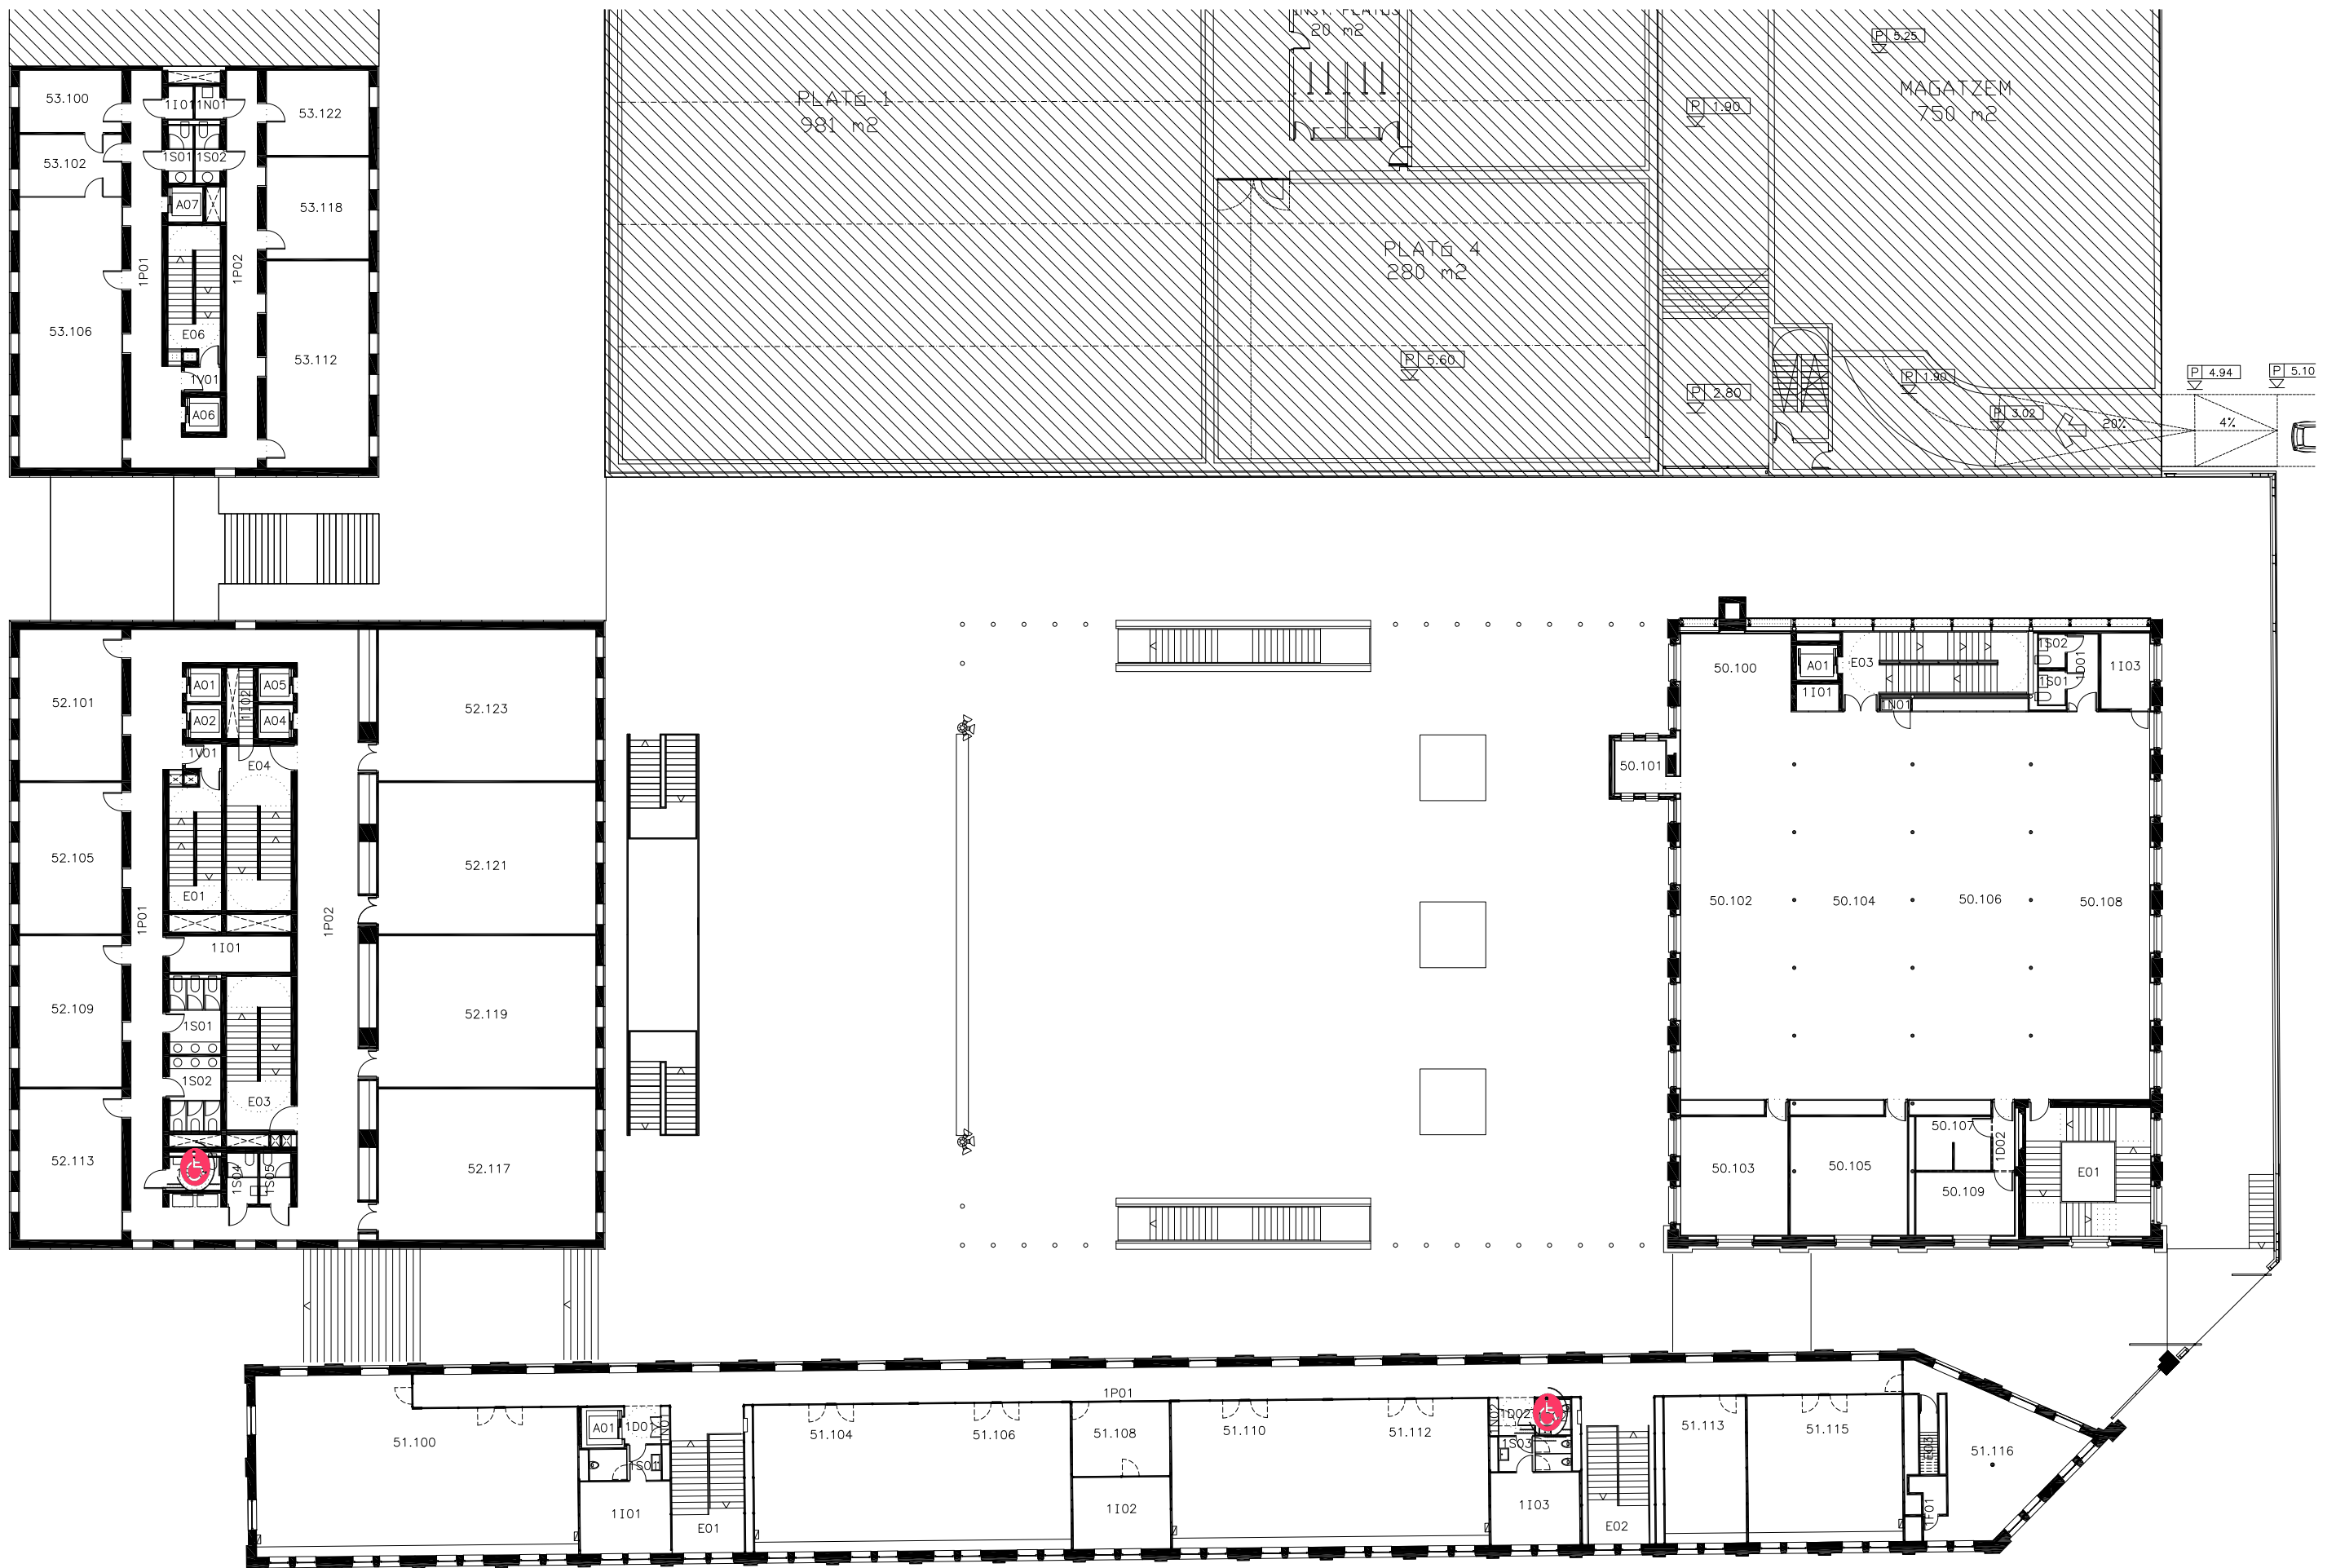 INST. PLATÓS
20 m2
P 5.25
PLATó 1
981 m2
MAGATZEM
750 m2
P 1.90
PLATó 4
280 m2
P 5.60
P 2.80
P 1.90
P 3.02
20%
4%
P 4.94
P 5.10
53.100
53.102
53.106
1I01
1N01
1S01
1S02
A07
1P01
1P02
E06
1V01
A06
53.122
53.118
53.112
52.101
52.105
52.109
52.113
A01
A02
1I02
A05
A04
1V01
E04
E01
1P01
1P02
1I01
1S01
1S02
E03
1S04
1S05
52.123
52.121
52.119
52.117
50.100
A01
1I01
E03
1N01
1S02
1S01
1D01
1I03
50.101
50.102
50.104
50.106
50.108
50.103
50.105
50.107
50.109
1D02
E01
1P01
51.100
A01
1D01
1N01
1S01
1I01
E01
51.104
51.106
51.108
1I02
51.110
51.112
1N02
1D02
1S03
1I03
E02
51.113
51.115
E03
1F01
51.116